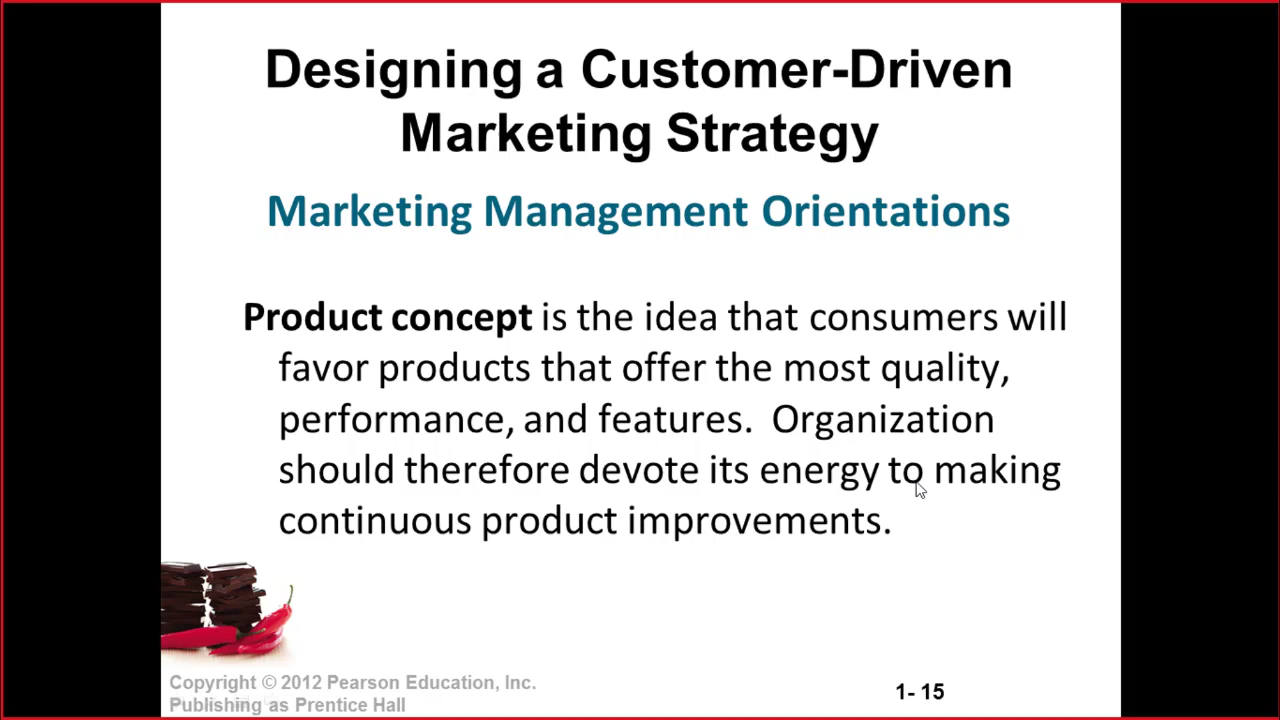 Designing a Customer-Driven
Marketing Strategy
Marketing Management Orientations
Product concept is the idea that consumers will
favor products that offer the most quality,
performance, and features.  Organization
should therefore devote its energy to making
continuous product improvements.
Copyright © 2012 Pearson Education, Inc.
Publishing as Prentice Hall
1- 15